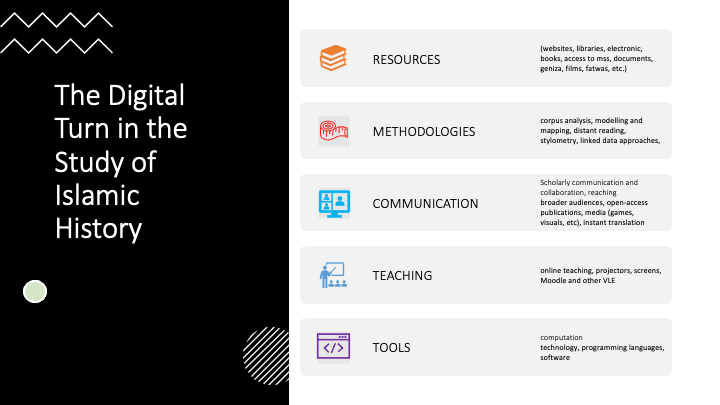 The Digital
Turn in the
Study of
Islamic
History
RESOURCES
(websites, libraries, electronic,
books, access to mss, documents,
geniza, films, fatwas, etc.)
METHODOLOGIES
corpus analysis, modelling and
mapping, distant reading,
stylometry, linked data approaches,
COMMUNICATION
Scholarly communication and
collaboration, reaching
broader audiences, open-access
publications, media (games,
visuals, etc), instant translation
TEACHING
online teaching, projectors, screens,
Moodle and other VLE
TOOLS
computation
technology, programming languages,
software